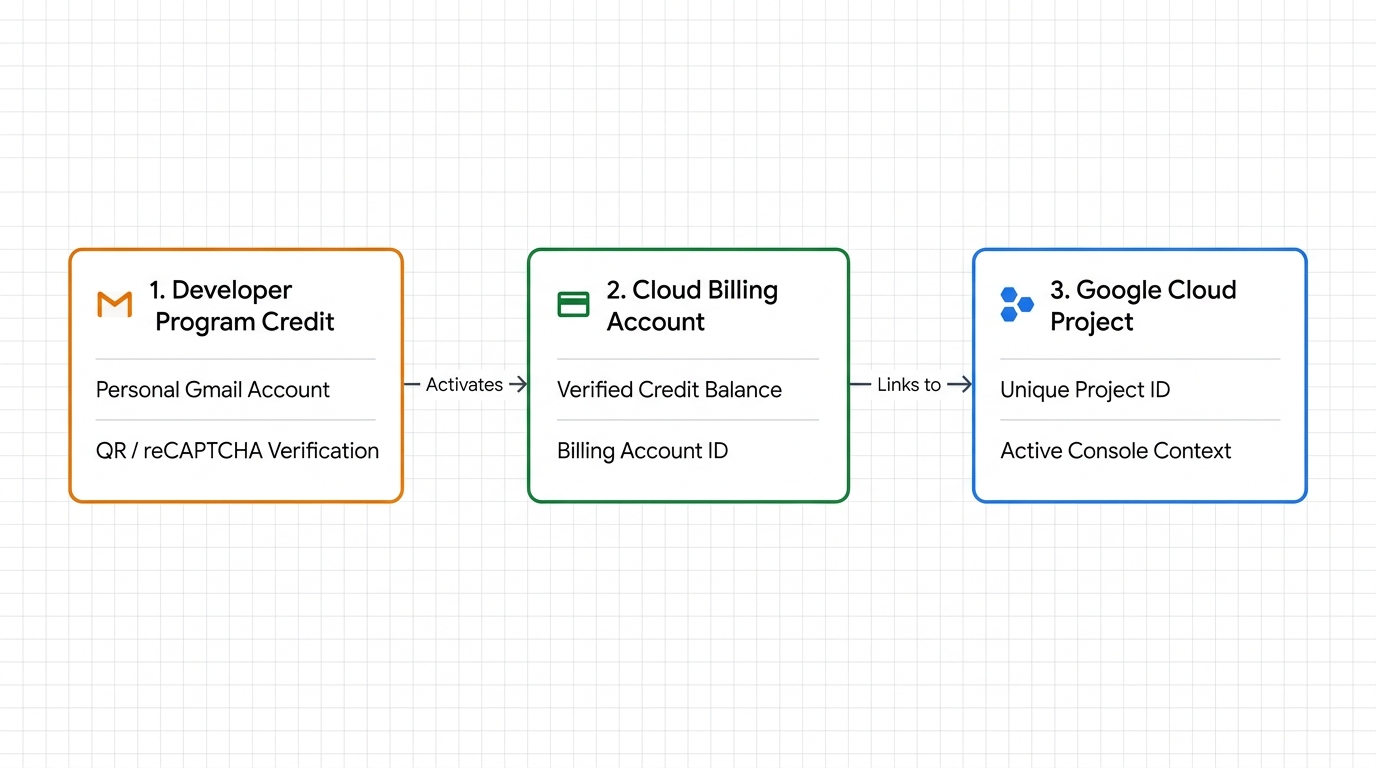 1. Developer
Program Credit
Personal Gmail Account
QR / reCAPTCHA Verification
Activates
2. Cloud Billing
Account
Verified Credit Balance
Billing Account ID
Links to
3. Google Cloud
Project
Unique Project ID
Active Console Context